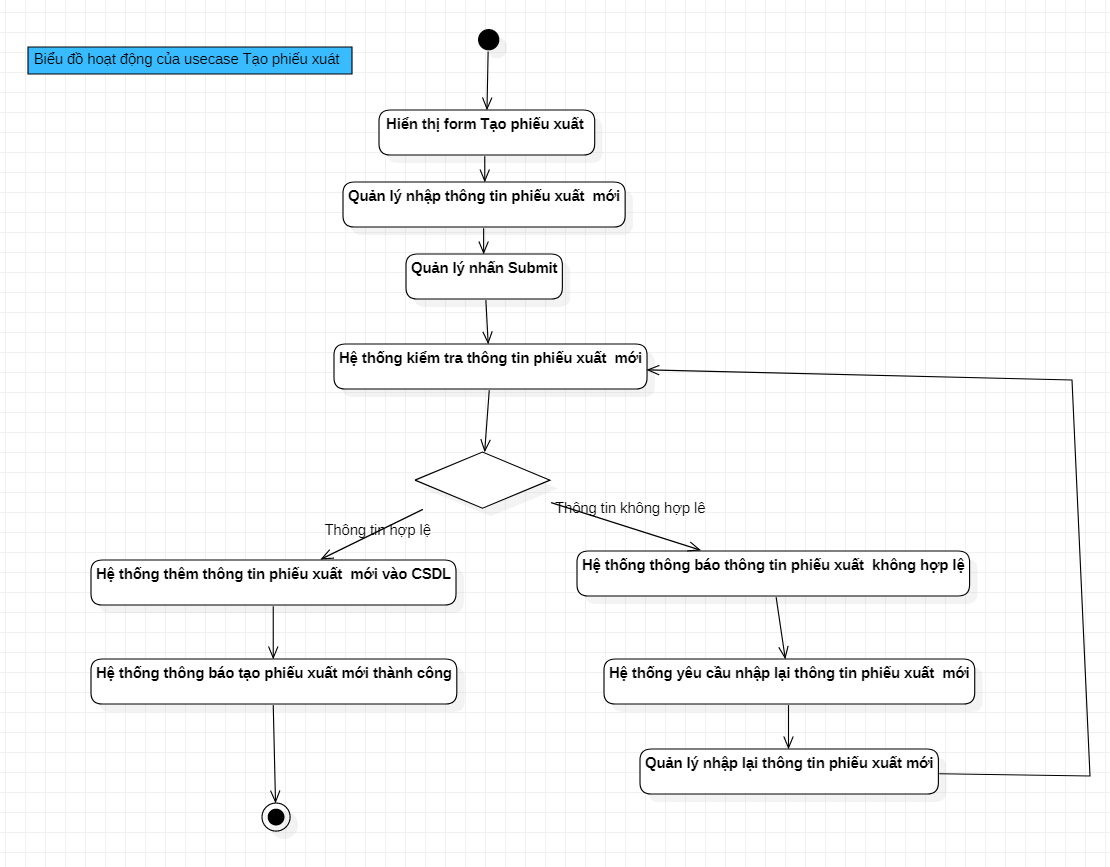 Biểu đồ hoạt động của usecase Tạo phiếu xuát
Hiển thị form Tạo phiếu xuất
Quản lý nhập thông tin phiếu xuất  mới
Quản lý nhấn Submit
Hệ thống kiểm tra thông tin phiếu xuất  mới
Thông tin không hợp lê
Thông tin hợp lệ
Hệ thống thông báo thông tin phiếu xuất  không hợp lệ
Hệ thống thêm thông tin phiếu xuất  mới vào CSDL
Hệ thống thông báo tạo phiếu xuất mới thành công
Hệ thống yêu cầu nhập lại thông tin phiếu xuất  mới
Quản lý nhập lại thông tin phiếu xuất mới